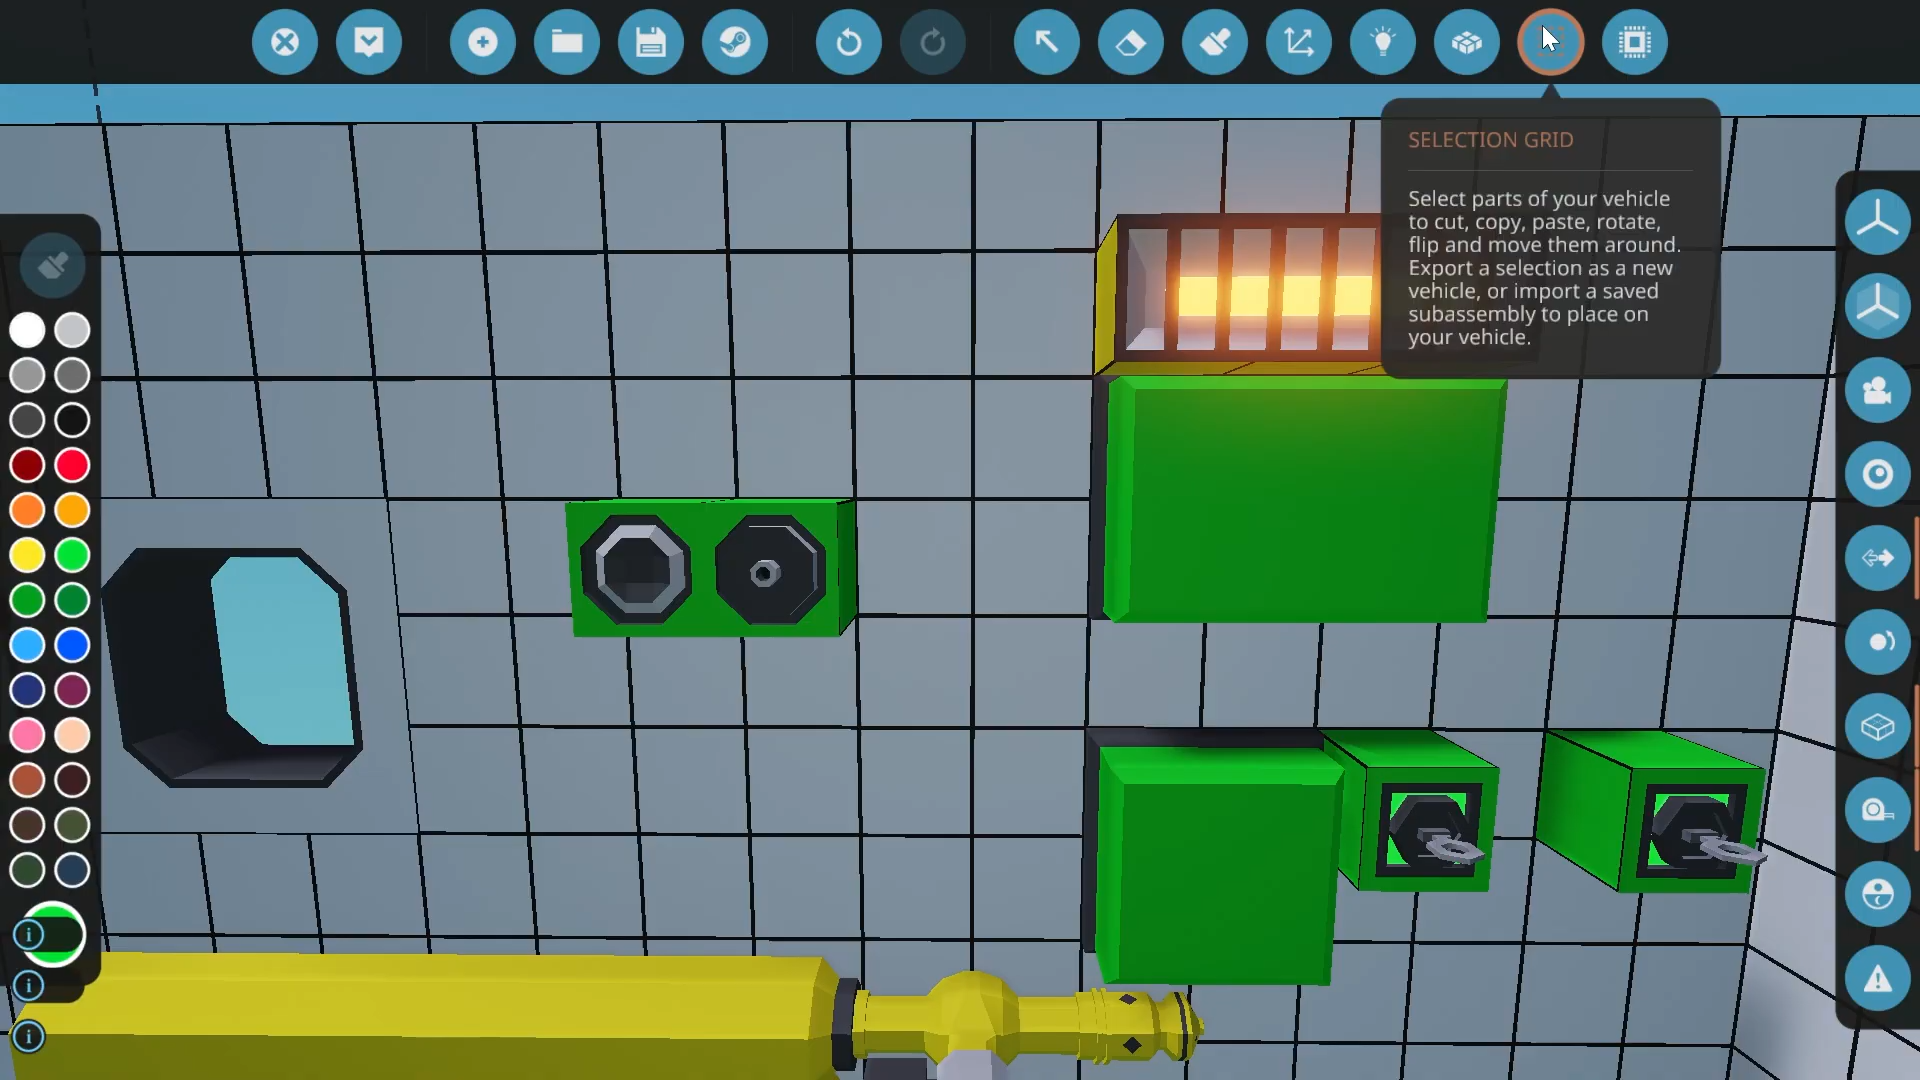 SELECTION GRID
Select parts of your vehicle
to cut, copy, paste, rotate,
flip and move them around.
Export a selection as a new
vehicle, or import a saved
subassembly to place on
your vehicle.